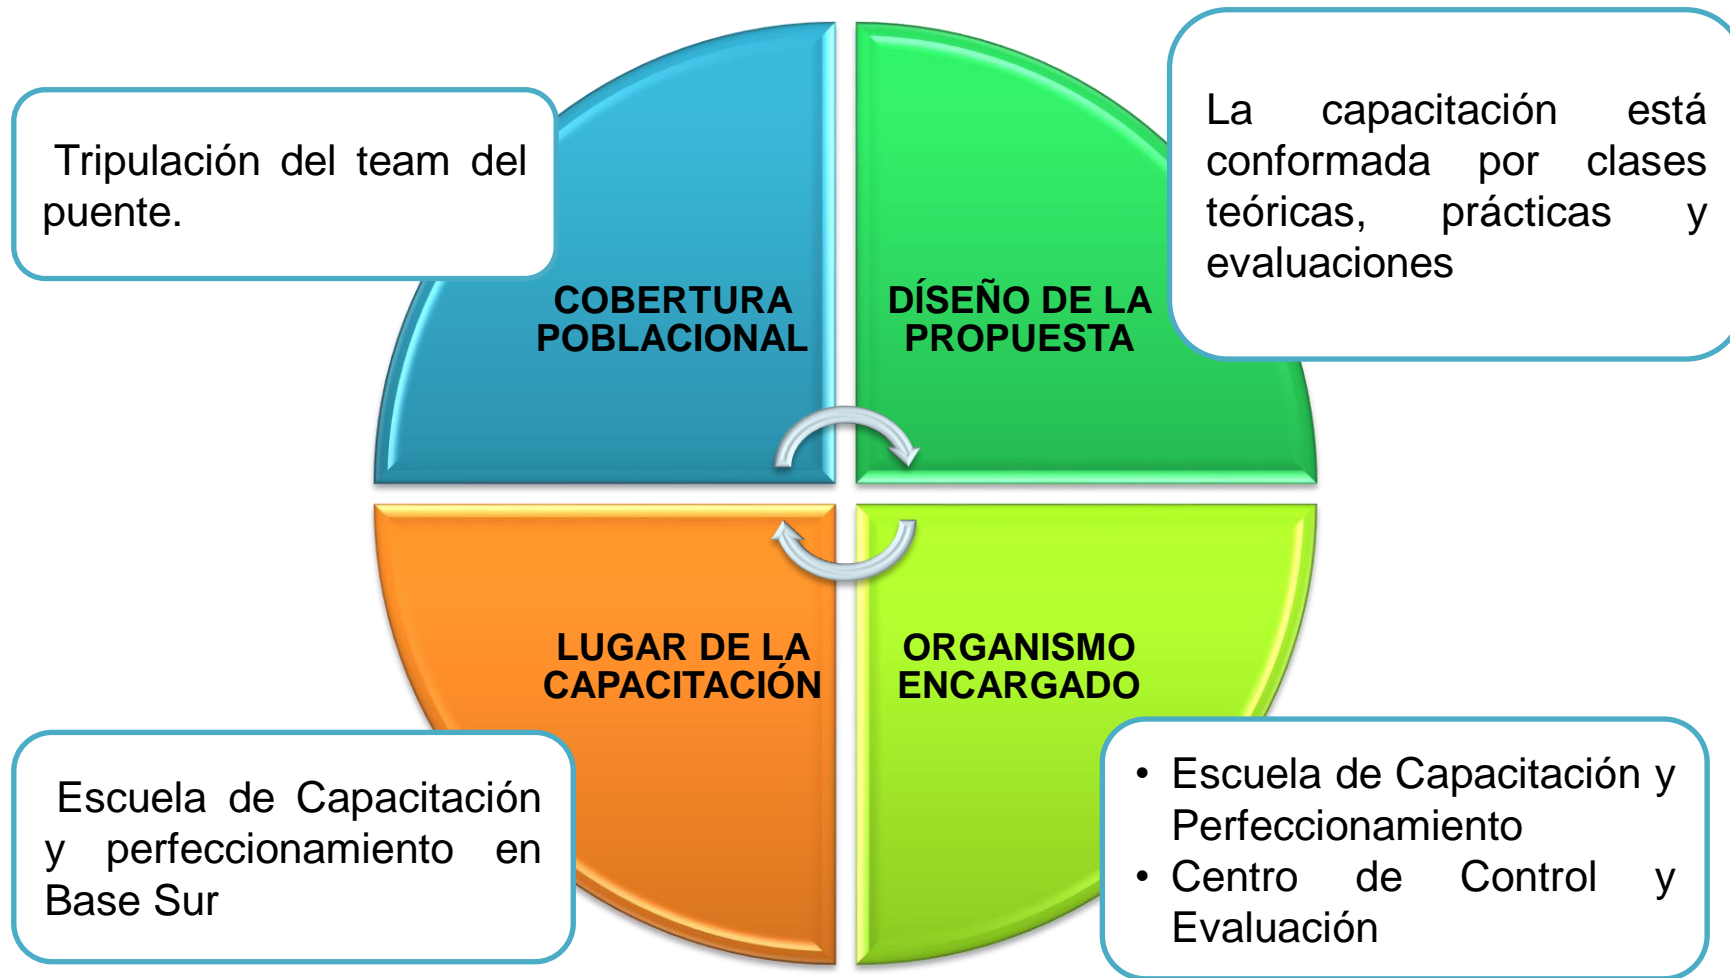 Tripulación del team del
puente.
COBERTURA
POBLACIONAL
La capacitación está
conformada por clases
teóricas, prácticas y
evaluaciones
DÍSEÑO DE LA
PROPUESTA
LUGAR DE LA
CAPACITACIÓN
Escuela de Capacitación
y perfeccionamiento en
Base Sur
ORGANISMO
ENCARGADO
• Escuela de Capacitación y
Perfeccionamiento
• Centro de Control y
Evaluación